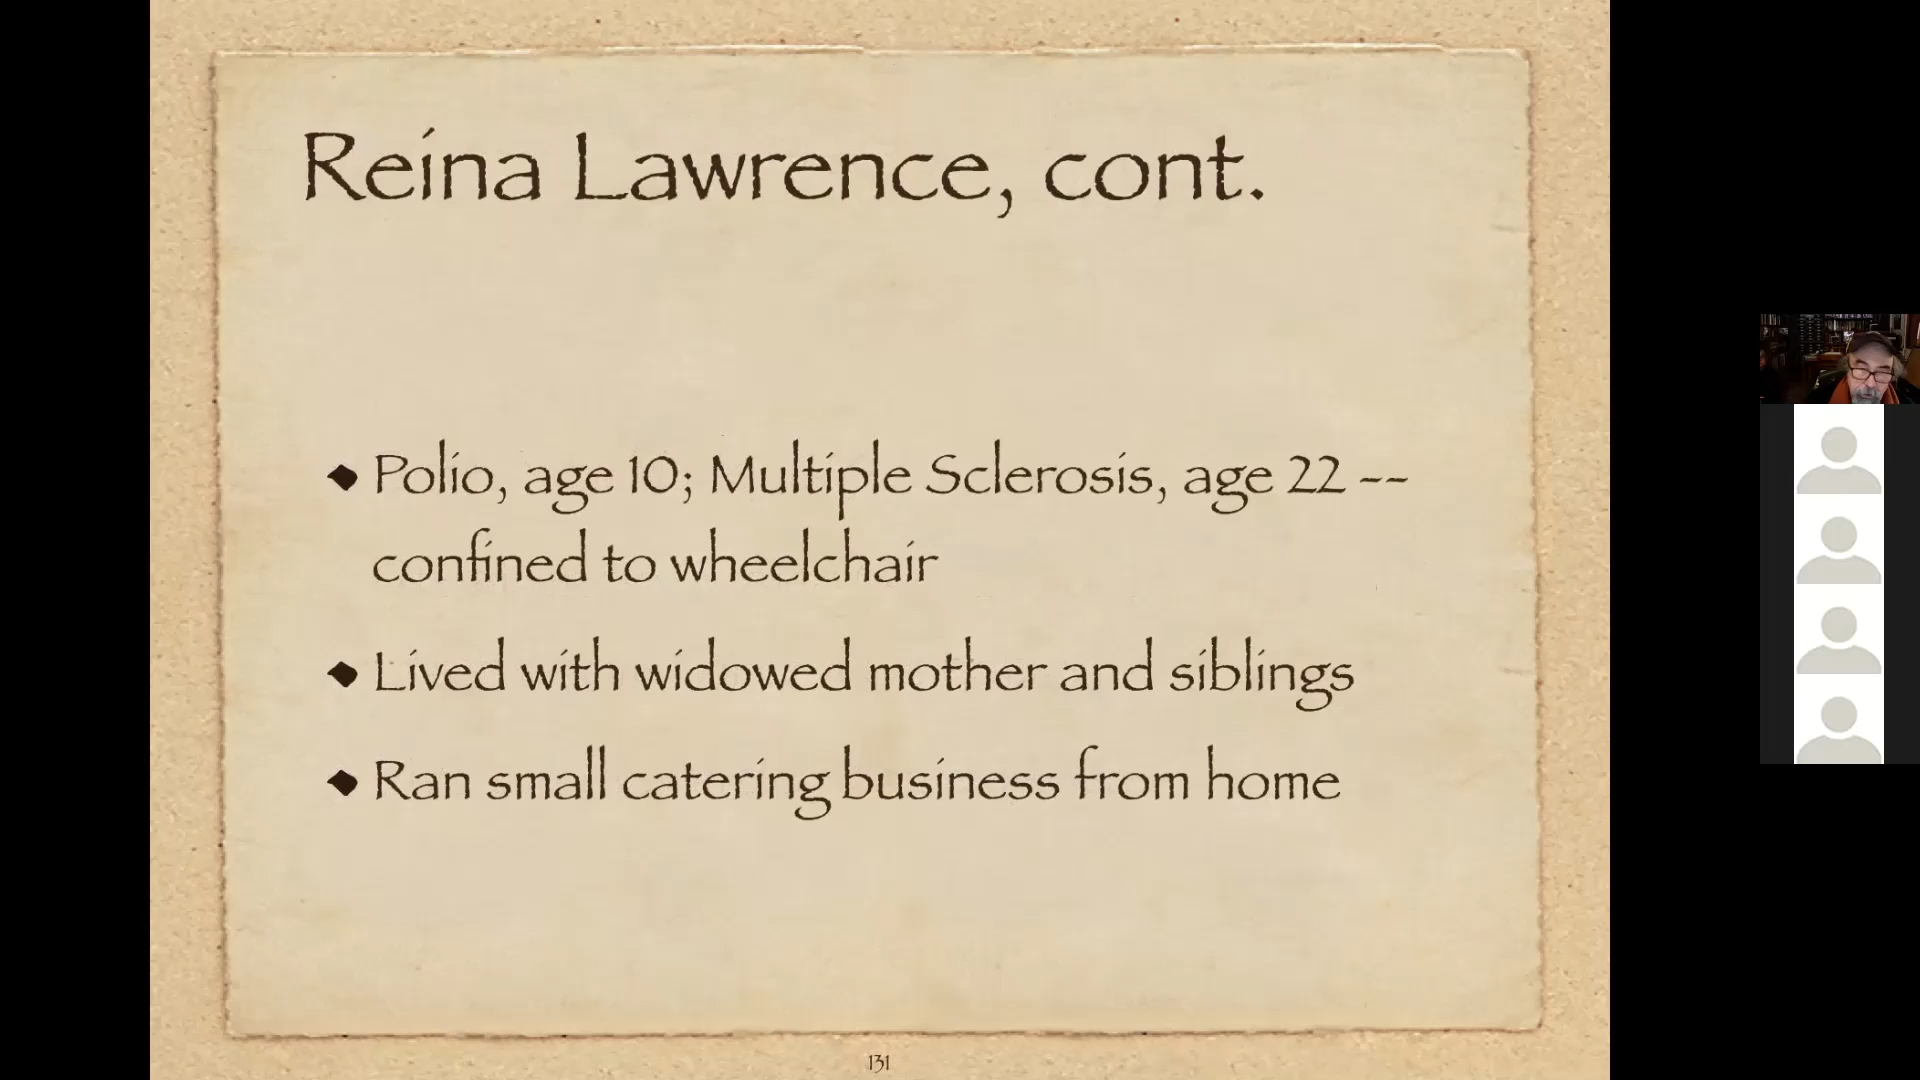 Reina Lawrence, cont.
◆ Polio, age 10; Multiple Sclerosis, age 22 --
confined to wheelchair
◆ Lived with widowed mother and siblings
◆ Ran small catering business from home
131